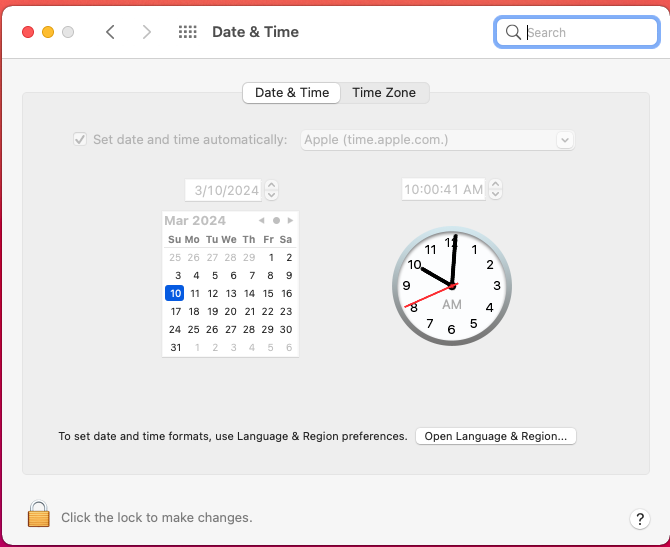 Date & Time
Search
Date & Time Time Zone
Set date and time automatically: Apple (time.apple.com.)
3/10/2024 10:00:41 AM
Mar 2024
Su Mo Tu We Th Fr Sa
25 26 27 28 29 1 2
3 4 5 6 7 8 9
10 11 12 13 14 15 16
17 18 19 20 21 22 23
24 25 26 27 28 29 30
31 1 2 3 4 5 6
12
11 1
10 2
9 3
AM
8 4
7 5
6
To set date and time formats, use Language & Region preferences. Open Language & Region...
Click the lock to make changes. ?